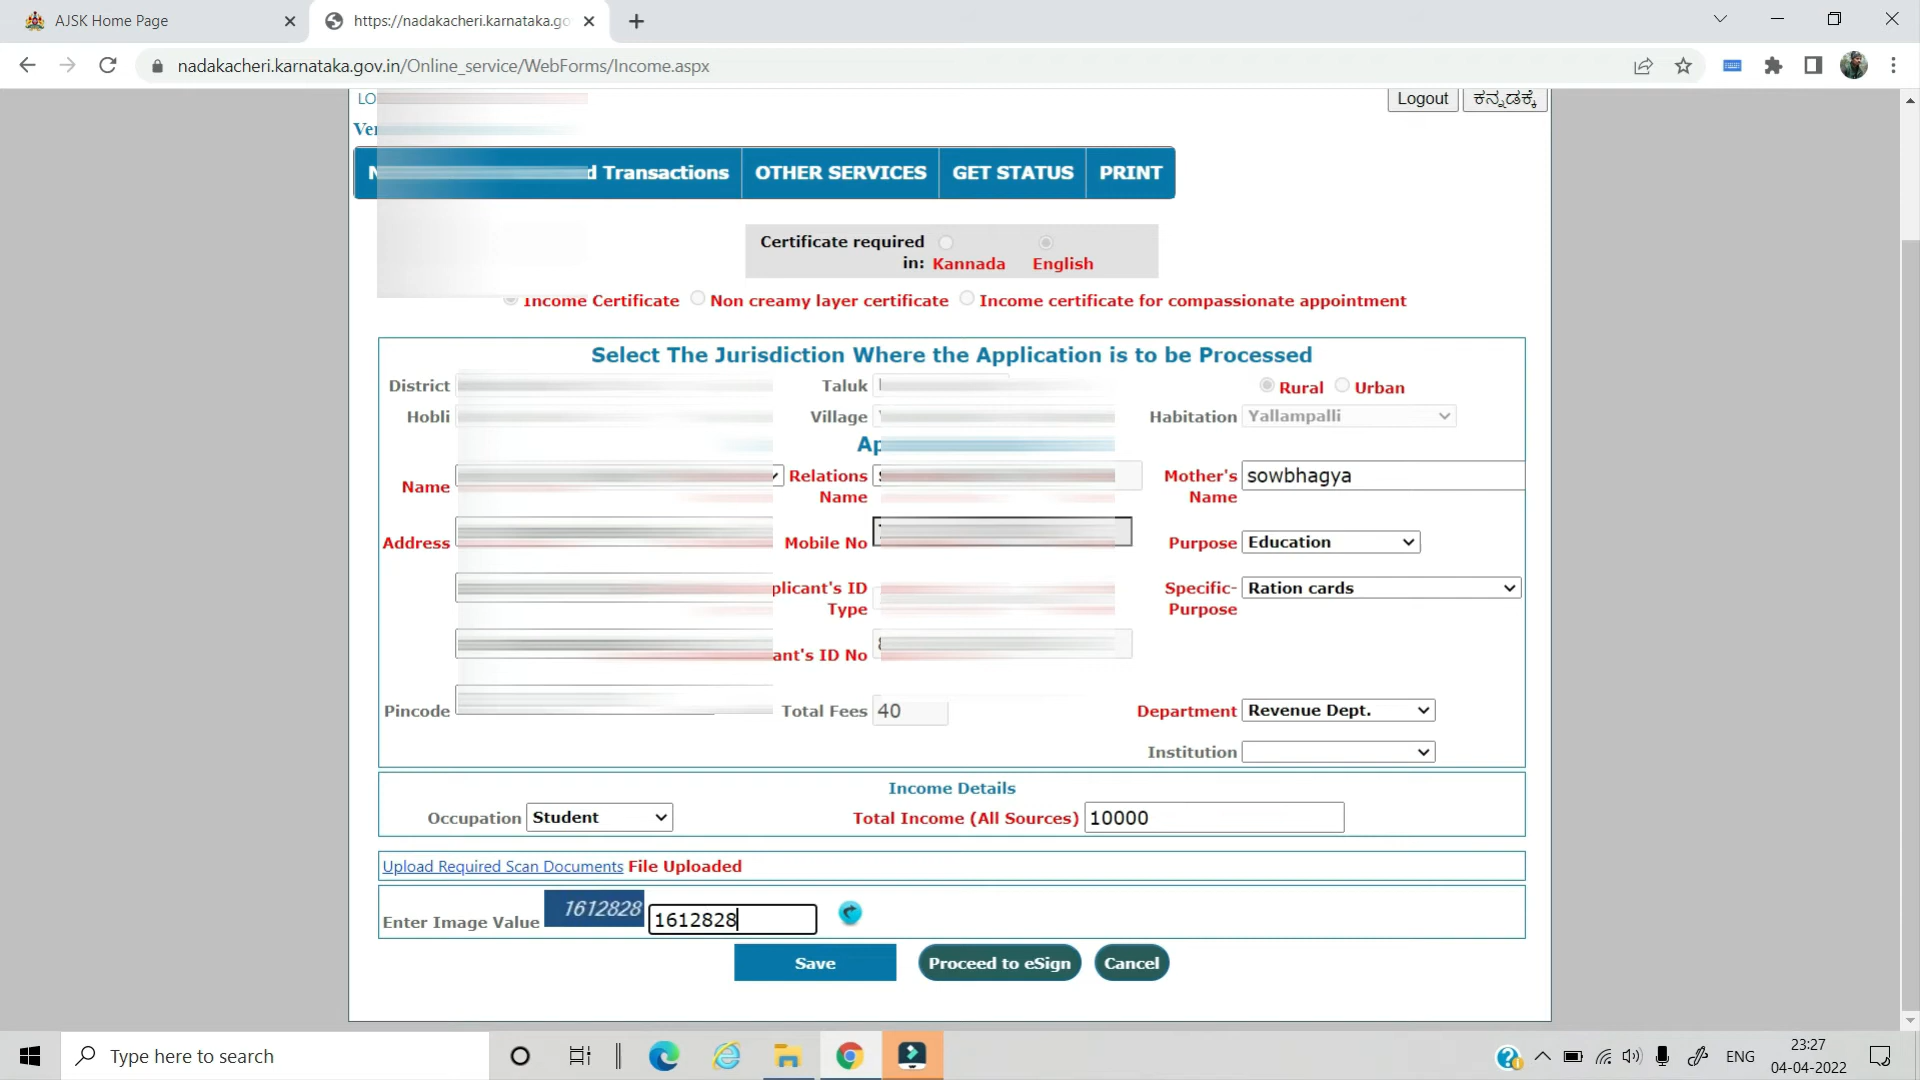 AJSK Home Page
https://nadakacheri.karnataka.go
nadakacheri.karnataka.gov.in/Online_service/WebForms/Income.aspx
LO
Logout ಕನ್ನಡಕ್ಕೆ
Ver
d Transactions OTHER SERVICES GET STATUS PRINT
Certificate required in: Kannada English
Income Certificate Non creamy layer certificate Income certificate for compassionate appointment
Select The Jurisdiction Where the Application is to be Processed
District Taluk Rural Urban
Hobli Village Habitation Yallampalli
Ap
Name Relations Name Mother's Name sowbhagya
Address Mobile No Purpose Education
plicant's ID Type Specific-Purpose Ration cards
ant's ID No
Pincode Total Fees 40 Department Revenue Dept.
Institution
Income Details
Occupation Student Total Income (All Sources) 10000
Upload Required Scan Documents File Uploaded
Enter Image Value 1612828 1612828
Save Proceed to eSign Cancel
Type here to search
ENG 23:27
04-04-2022